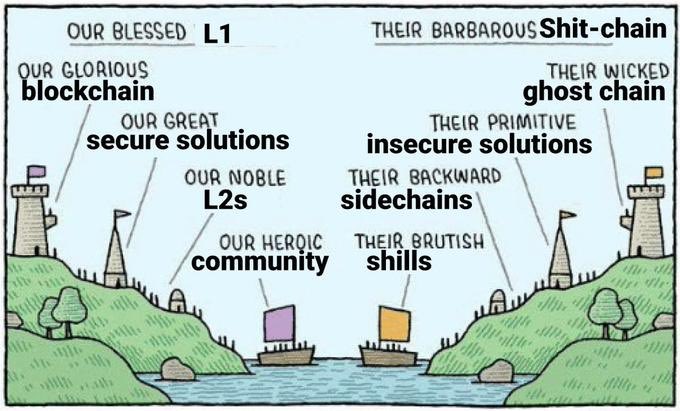 OUR BLESSED L1
THEIR BARBAROUS Shit-chain
OUR GLORIOUS
blockchain
THEIR WICKED
ghost chain
OUR GREAT
secure solutions
THEIR PRIMITIVE
insecure solutions
OUR NOBLE
L2s
THEIR BACKWARD
sidechains
OUR HEROIC
community
THEIR BRUTISH
shills